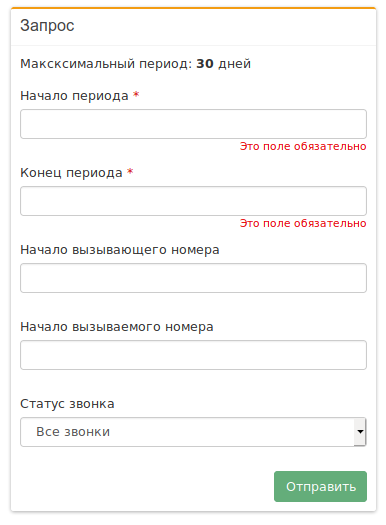 Запрос
Макксимальный период: 30 дней
Начало периода *
Это поле обязательно
Конец периода *
Это поле обязательно
Начало вызывающего номера
Начало вызываемого номера
Статус звонка
Все звонки
Отправить